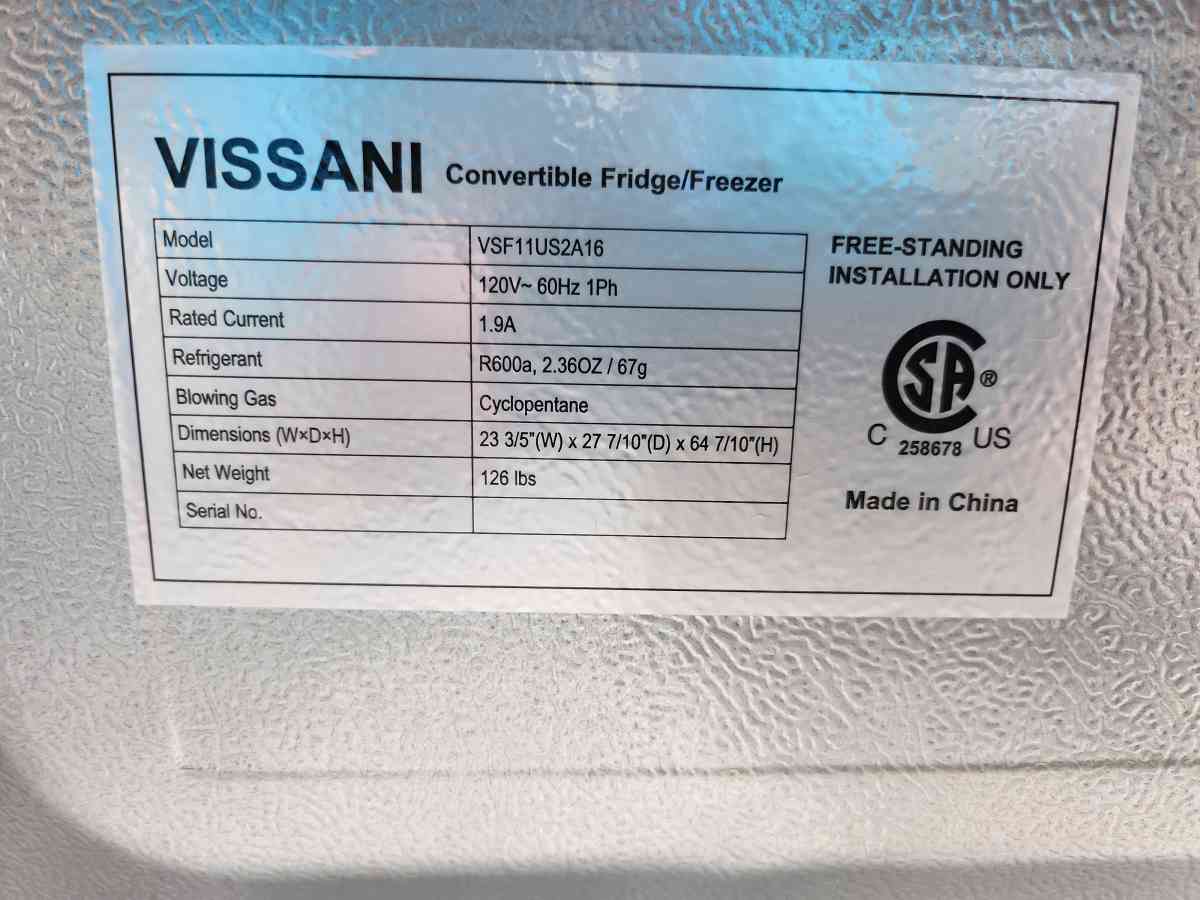 VISSANI Convertible Fridge/Freezer
Model VSF11US2A16
Voltage 120V~ 60Hz 1Ph
Rated Current 1.9A
Refrigerant R600a, 2.36OZ / 67g
Blowing Gas Cyclopentane
Dimensions (W×D×H) 23 3/5"(W) x 27 7/10"(D) x 64 7/10"(H)
Net Weight 126 lbs
Serial No.
FREE-STANDING
INSTALLATION ONLY
SA ®
C 258678 US
Made in China